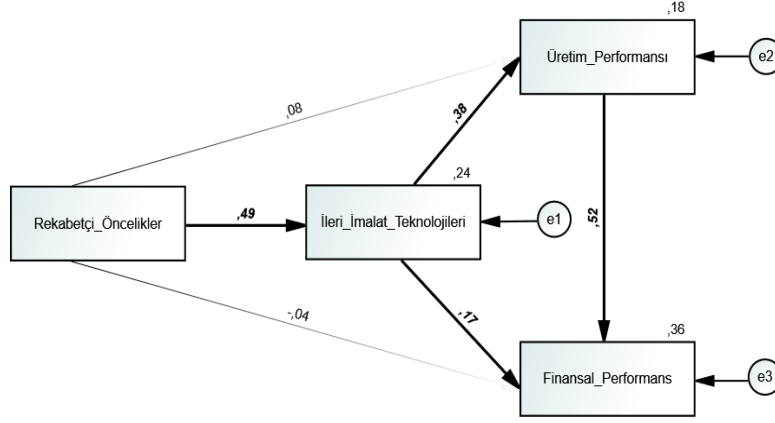 ,18
Üretim_Performansı
e2
,08
,38
,24
Rekabetçi_Öncelikler
,49
İleri_İmalat_Teknolojileri
e1
,52
,17
-,04
,36
Finansal_Performans
e3